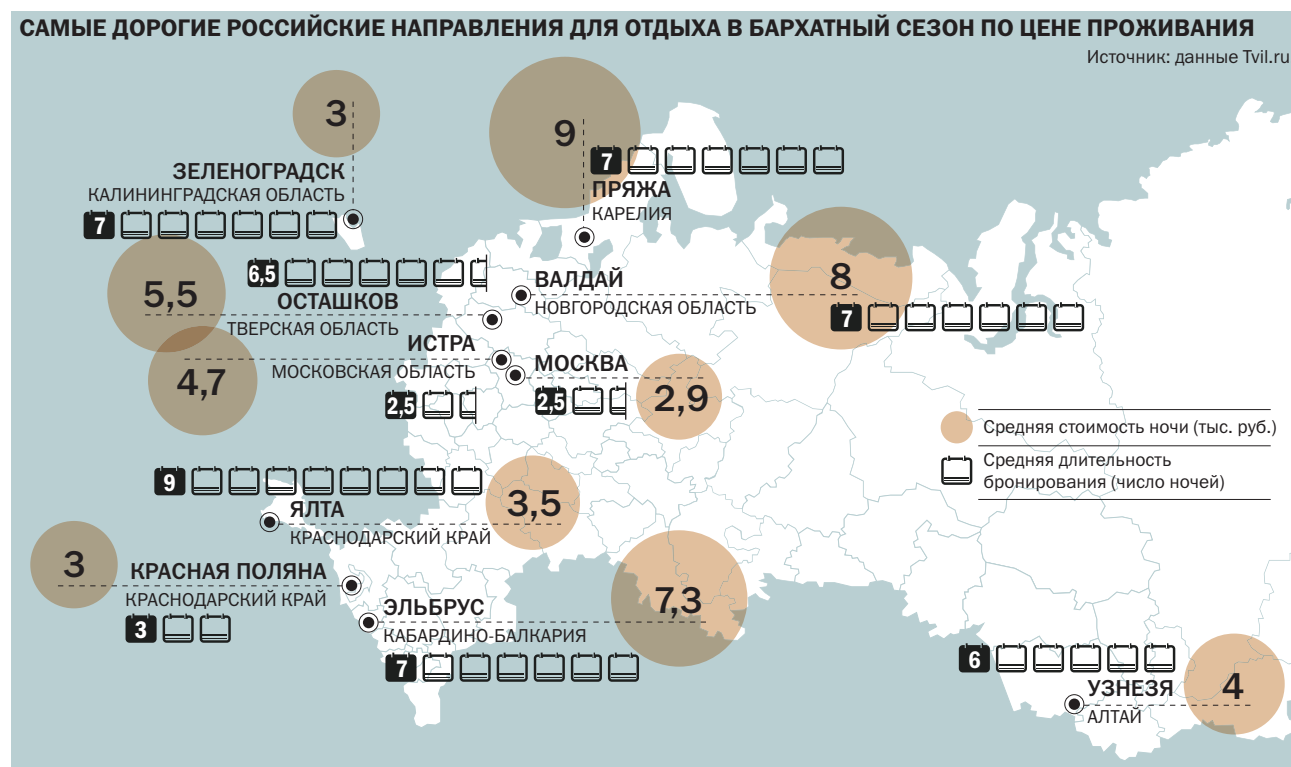 САМЫЕ ДОРОГИЕ РОССИЙСКИЕ НАПРАВЛЕНИЯ ДЛЯ ОТДЫХА В БАРХАТНЫЙ СЕЗОН ПО ЦЕНЕ ПРОЖИВАНИЯ
Источник: данные Tvil.ru
3
ЗЕЛЕНОГРАДСК
КАЛИНИНГРАДСКАЯ ОБЛАСТЬ
7
9
7
ПРЯЖА
КАРЕЛИЯ
5,5
6,5
ОСТАШКОВ
ТВЕРСКАЯ ОБЛАСТЬ
ВАЛДАЙ
НОВГОРОДСКАЯ ОБЛАСТЬ
8
7
4,7
ИСТРА
МОСКОВСКАЯ ОБЛАСТЬ
2,5
МОСКВА
2,5
2,9
Средняя стоимость ночи (тыс. руб.)
Средняя длительность
бронирования (число ночей)
9
ЯЛТА
КРАСНОДАРСКИЙ КРАЙ
3,5
3
КРАСНАЯ ПОЛЯНА
КРАСНОДАРСКИЙ КРАЙ
3
ЭЛЬБРУС
КАБАРДИНО-БАЛКАРИЯ
7
7,3
6
УЗНЕЗЯ
АЛТАЙ
4